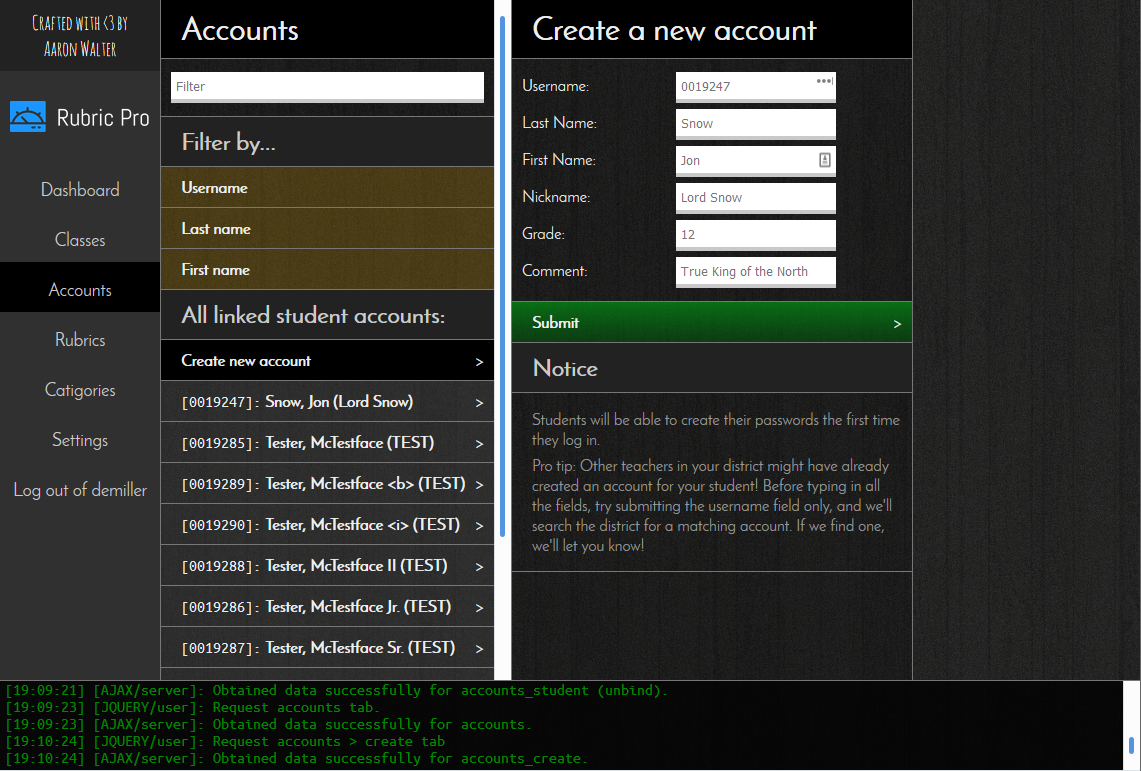 Crafted with <3 by
Aaron Walter
Rubric Pro
Dashboard
Classes
Accounts
Rubrics
Catigories
Settings
Log out of demiller
Accounts
Filter
Filter by...
Username
Last name
First name
All linked student accounts:
Create new account >
[0019247]: Snow, Jon (Lord Snow) >
[0019285]: Tester, McTestface (TEST) >
[0019289]: Tester, McTestface <b> (TEST) >
[0019290]: Tester, McTestface <i> (TEST) >
[0019288]: Tester, McTestface II (TEST) >
[0019286]: Tester, McTestface Jr. (TEST) >
[0019287]: Tester, McTestface Sr. (TEST) >
Create a new account
Username: 0019247
Last Name: Snow
First Name: Jon
Nickname: Lord Snow
Grade: 12
Comment: True King of the North
Submit >
Notice
Students will be able to create their passwords the first time
they log in.
Pro tip: Other teachers in your district might have already
created an account for your student! Before typing in all
the fields, try submitting the username field only, and we'll
search the district for a matching account. If we find one,
we'll let you know!
[19:09:21] [AJAX/server]: Obtained data successfully for accounts_student (unbind).
[19:09:23] [JQUERY/user]: Request accounts tab.
[19:09:23] [AJAX/server]: Obtained data successfully for accounts.
[19:10:24] [JQUERY/user]: Request accounts > create tab
[19:10:24] [AJAX/server]: Obtained data successfully for accounts_create.